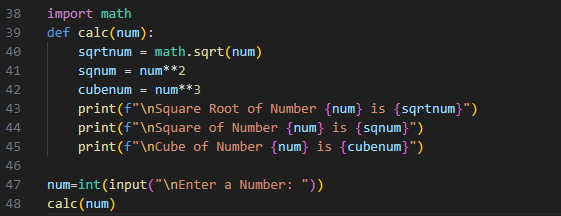 38 import math
39 def calc(num):
40     sqrtnum = math.sqrt(num)
41     sqnum = num**2
42     cubenum = num**3
43     print(f"\nSquare Root of Number {num} is {sqrtnum}")
44     print(f"\nSquare of Number {num} is {sqnum}")
45     print(f"\nCube of Number {num} is {cubenum}")
46
47 num=int(input("\nEnter a Number: "))
48 calc(num)